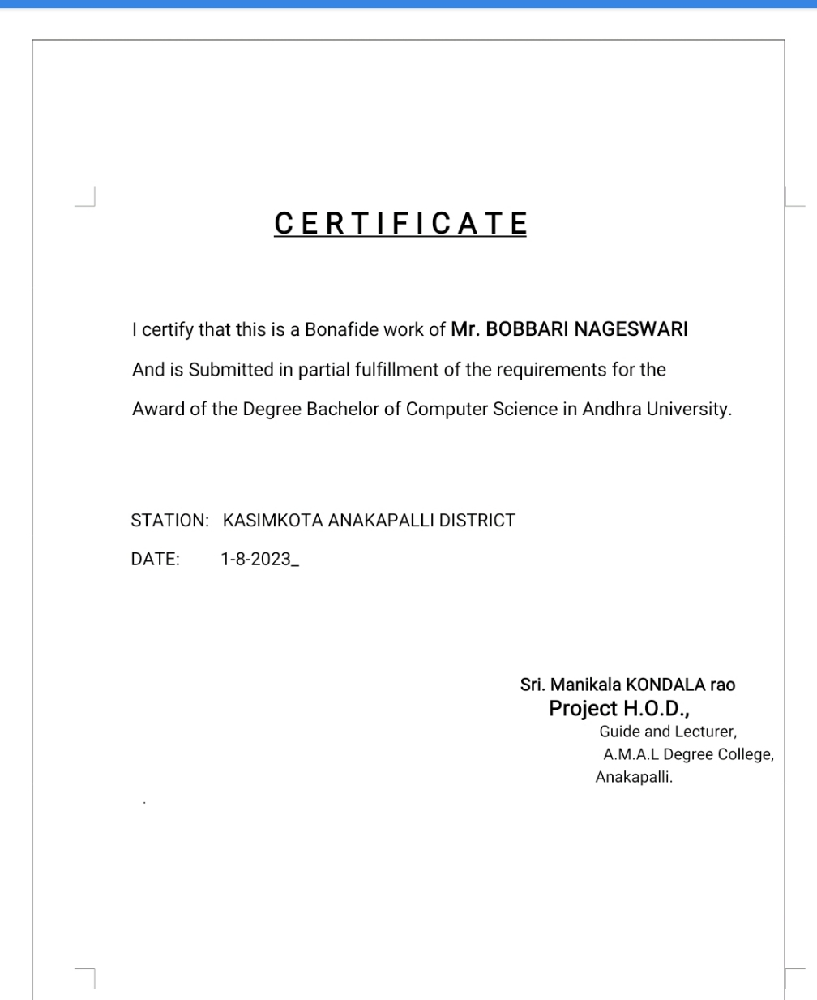 CERTIFICATE
I certify that this is a Bonafide work of Mr. BOBBARI NAGESWARI
And is Submitted in partial fulfillment of the requirements for the
Award of the Degree Bachelor of Computer Science in Andhra University.
STATION: KASIMKOTA ANAKAPALLI DISTRICT
DATE: 1-8-2023_
Sri. Manikala KONDALA rao
Project H.O.D.,
Guide and Lecturer,
A.M.A.L Degree College,
Anakapalli.
.